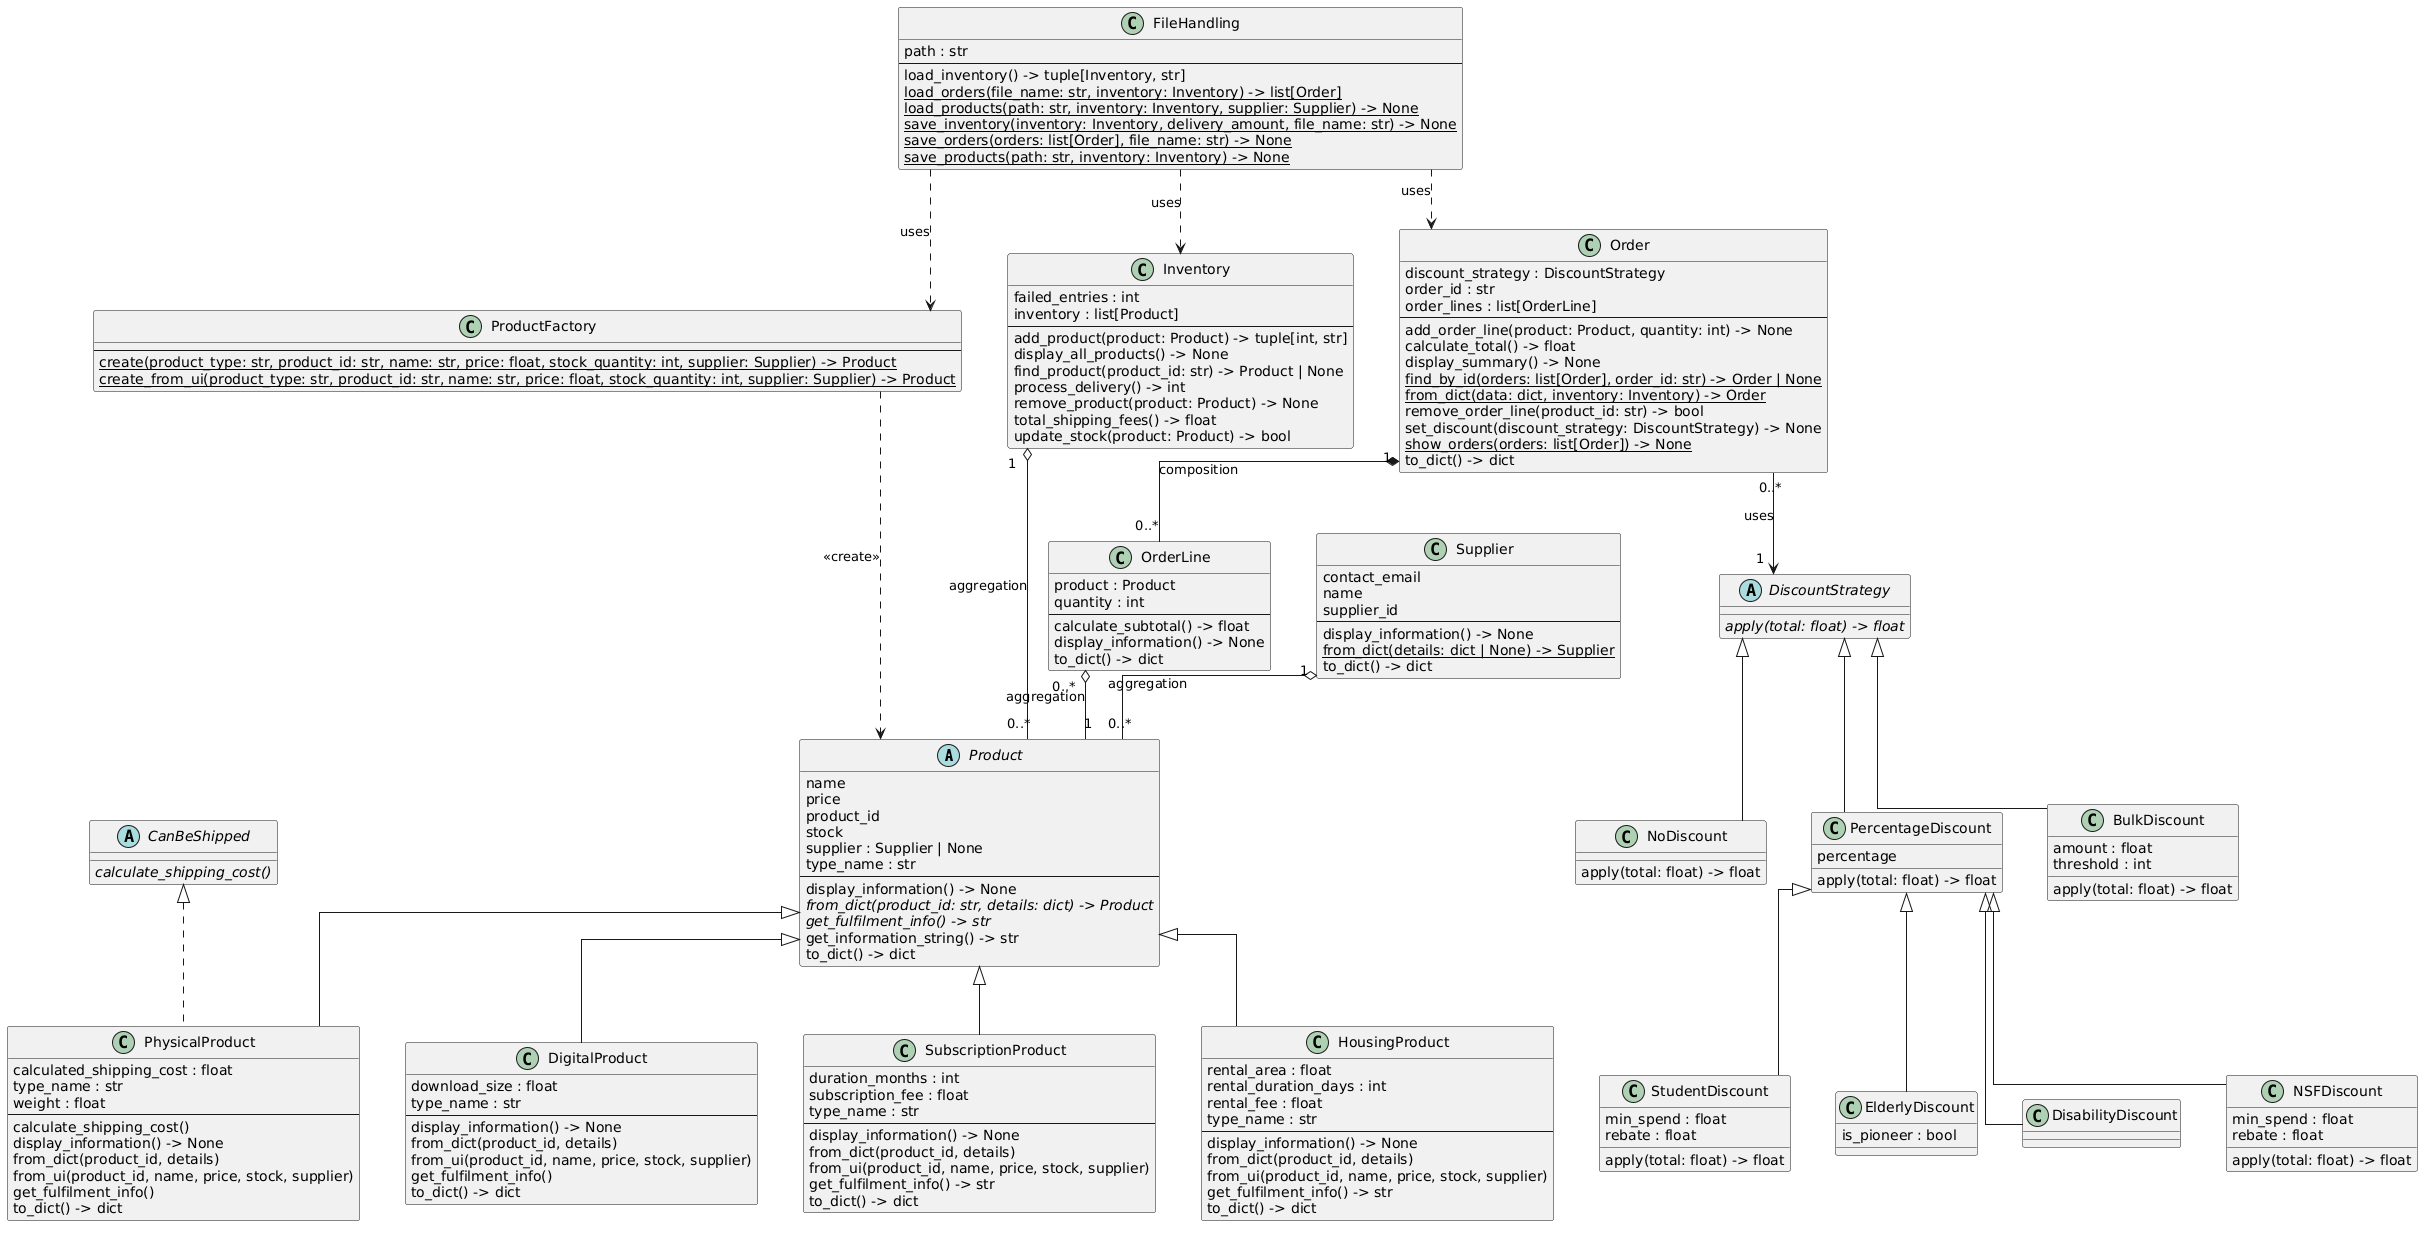 C FileHandling
path : str
load_inventory() -> tuple[Inventory, str]
load_orders(file_name: str, inventory: Inventory) -> list[Order]
load_products(path: str, inventory: Inventory, supplier: Supplier) -> None
save_inventory(inventory: Inventory, delivery_amount, file_name: str) -> None
save_orders(orders: list[Order], file_name: str) -> None
save_products(path: str, inventory: Inventory) -> None
uses
uses
uses
C ProductFactory
create(product_type: str, product_id: str, name: str, price: float, stock_quantity: int, supplier: Supplier) -> Product
create_from_ui(product_type: str, product_id: str, name: str, price: float, stock_quantity: int, supplier: Supplier) -> Product
C Inventory
failed_entries : int
inventory : list[Product]
add_product(product: Product) -> tuple[int, str]
display_all_products() -> None
find_product(product_id: str) -> Product | None
process_delivery() -> int
remove_product(product: Product) -> None
total_shipping_fees() -> float
update_stock(product: Product) -> bool
C Order
discount_strategy : DiscountStrategy
order_id : str
order_lines : list[OrderLine]
add_order_line(product: Product, quantity: int) -> None
calculate_total() -> float
display_summary() -> None
find_by_id(orders: list[Order], order_id: str) -> Order | None
from_dict(data: dict, inventory: Inventory) -> Order
remove_order_line(product_id: str) -> bool
set_discount(discount_strategy: DiscountStrategy) -> None
show_orders(orders: list[Order]) -> None
to_dict() -> dict
1
1
composition
0..*
0..*
uses
1
«create»
aggregation
C OrderLine
product : Product
quantity : int
calculate_subtotal() -> float
display_information() -> None
to_dict() -> dict
C Supplier
contact_email
name
supplier_id
display_information() -> None
from_dict(details: dict | None) -> Supplier
to_dict() -> dict
A DiscountStrategy
apply(total: float) -> float
0..*
aggregation
aggregation
1
0..*
1
0..*
A Product
name
price
product_id
stock
supplier : Supplier | None
type_name : str
display_information() -> None
from_dict(product_id: str, details: dict) -> Product
get_fulfilment_info() -> str
get_information_string() -> str
to_dict() -> dict
A CanBeShipped
calculate_shipping_cost()
C NoDiscount
apply(total: float) -> float
C PercentageDiscount
percentage
apply(total: float) -> float
C BulkDiscount
amount : float
threshold : int
apply(total: float) -> float
C PhysicalProduct
calculated_shipping_cost : float
type_name : str
weight : float
calculate_shipping_cost()
display_information() -> None
from_dict(product_id, details)
from_ui(product_id, name, price, stock, supplier)
get_fulfilment_info()
to_dict() -> dict
C DigitalProduct
download_size : float
type_name : str
display_information() -> None
from_dict(product_id, details)
from_ui(product_id, name, price, stock, supplier)
get_fulfilment_info()
to_dict() -> dict
C SubscriptionProduct
duration_months : int
subscription_fee : float
type_name : str
display_information() -> None
from_dict(product_id, details)
from_ui(product_id, name, price, stock, supplier)
get_fulfilment_info() -> str
to_dict() -> dict
C HousingProduct
rental_area : float
rental_duration_days : int
rental_fee : float
type_name : str
display_information() -> None
from_dict(product_id, details)
from_ui(product_id, name, price, stock, supplier)
get_fulfilment_info() -> str
to_dict() -> dict
C StudentDiscount
min_spend : float
rebate : float
apply(total: float) -> float
C ElderlyDiscount
is_pioneer : bool
C DisabilityDiscount
C NSFDiscount
min_spend : float
rebate : float
apply(total: float) -> float